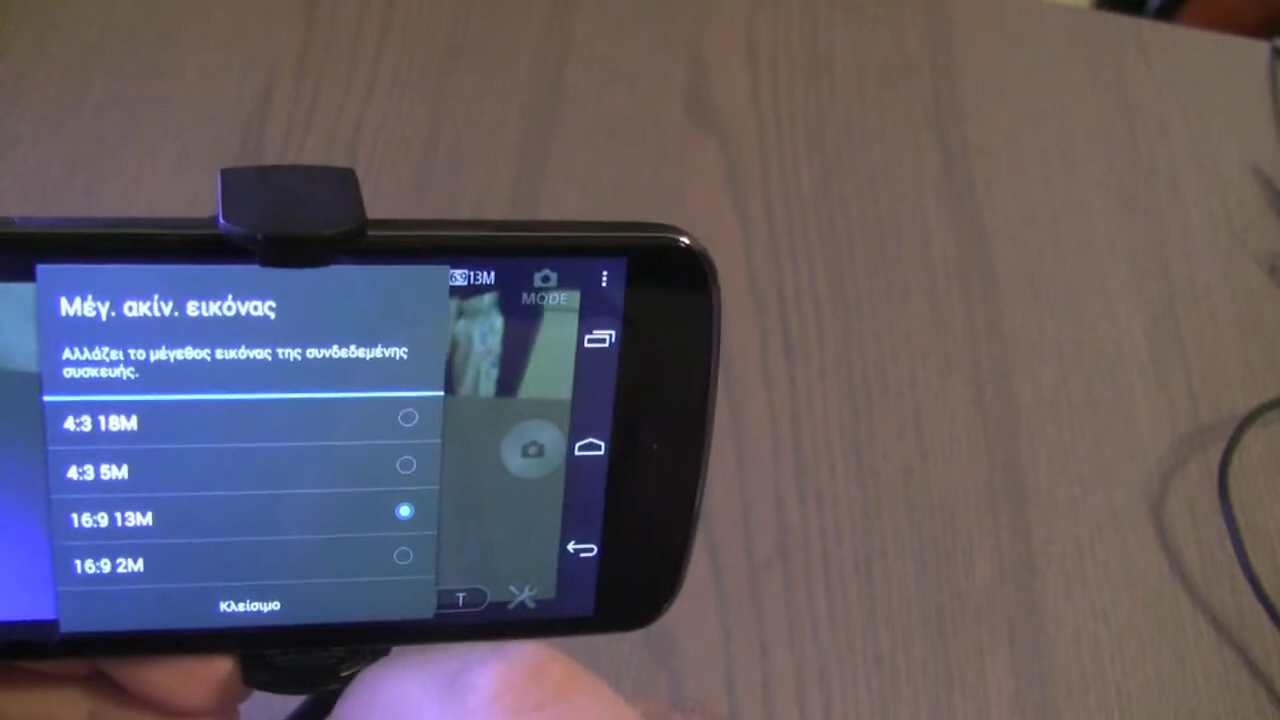 Μέγ. ακίν. εικόνας
Αλλάζει το μέγεθος εικόνας της συνδεδεμένης
συσκευής.
4:3 18M
4:3 5M
16:9 13M
16:9 2M
Κλείσιμο
13M
MODE
T